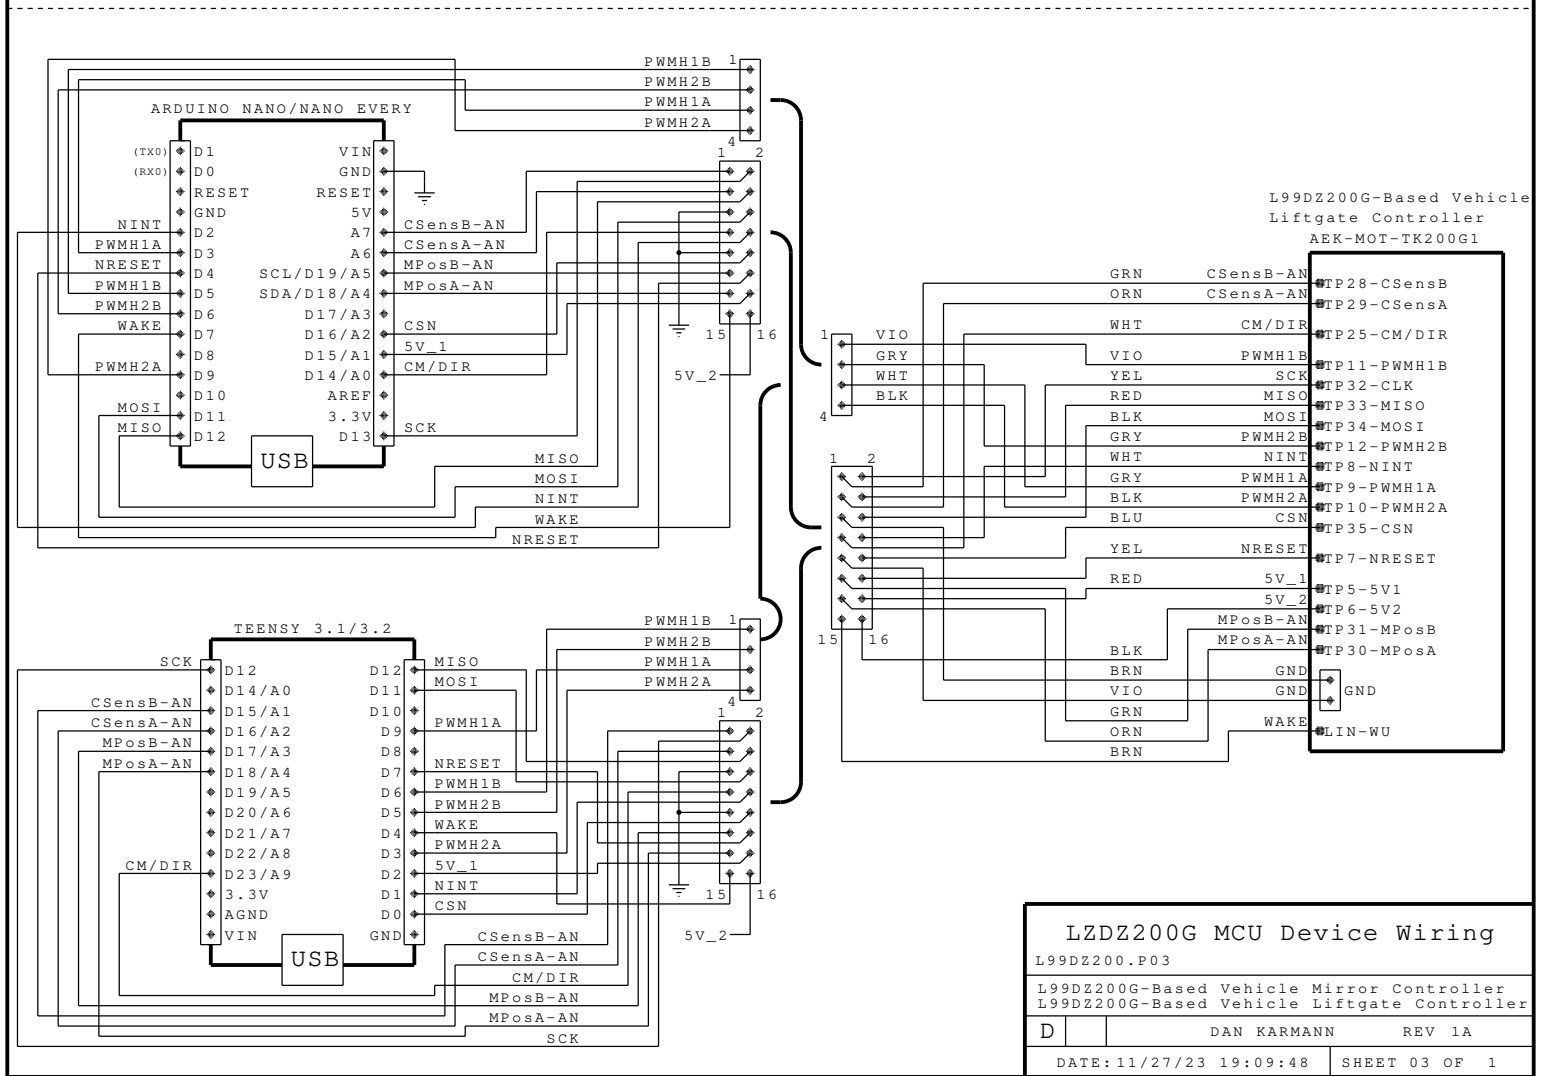 PWMH1B 1
PWMH2B
PWMH1A
PWMH2A
4
ARDUINO NANO/NANO EVERY
1 2
(TX0) D1 VIN
(RX0) D0 GND
RESET RESET
GND 5V
NINT D2 A7 CSensB-AN
PWMH1A D3 A6 CSensA-AN
NRESET D4 SCL/D19/A5 MPosB-AN
PWMH1B D5 SDA/D18/A4 MPosA-AN
PWMH2B D6 D17/A3
WAKE D7 D16/A2 CSN
D8 D15/A1 5V_1
PWMH2A D9 D14/A0 CM/DIR
D10 AREF
MOSI D11 3.3V
MISO D12 D13 SCK
USB
15 16
5V_2
MISO
MOSI
NINT
WAKE
NRESET
L99DZ200G-Based Vehicle
Liftgate Controller
AEK-MOT-TK200G1
GRN CSensB-AN TP28-CSensB
ORN CSensA-AN TP29-CSensA
WHT CM/DIR TP25-CM/DIR
VIO PWMH1B TP11-PWMH1B
YEL SCK TP32-CLK
RED MISO TP33-MISO
BLK MOSI TP34-MOSI
GRY PWMH2B TP12-PWMH2B
WHT NINT TP8-NINT
GRY PWMH1A TP9-PWMH1A
BLK PWMH2A TP10-PWMH2A
BLU CSN TP35-CSN
YEL NRESET TP7-NRESET
RED 5V_1 TP5-5V1
5V_2 TP6-5V2
MPosB-AN TP31-MPosB
BLK MPosA-AN TP30-MPosA
BRN GND
VIO GND GND
GRN
ORN WAKE LIN-WU
BRN
1 VIO
GRY
WHT
4 BLK
1 2
15 16
TEENSY 3.1/3.2
PWMH1B 1
PWMH2B
PWMH1A
PWMH2A
4
1 2
SCK D12 D12 MISO
D14/A0 D11 MOSI
CSensB-AN D15/A1 D10
CSensA-AN D16/A2 D9 PWMH1A
MPosB-AN D17/A3 D8
MPosA-AN D18/A4 D7 NRESET
D19/A5 D6 PWMH1B
D20/A6 D5 PWMH2B
D21/A7 D4 WAKE
D22/A8 D3 PWMH2A
CM/DIR D23/A9 D2 5V_1
3.3V D1 NINT
AGND D0 CSN
VIN GND
USB
15 16
5V_2
CSensB-AN
CSensA-AN
CM/DIR
MPosB-AN
MPosA-AN
SCK
LZDZ200G MCU Device Wiring
L99DZ200.P03
L99DZ200G-Based Vehicle Mirror Controller
L99DZ200G-Based Vehicle Liftgate Controller
D DAN KARMANN REV 1A
DATE:11/27/23 19:09:48 SHEET 03 OF 1